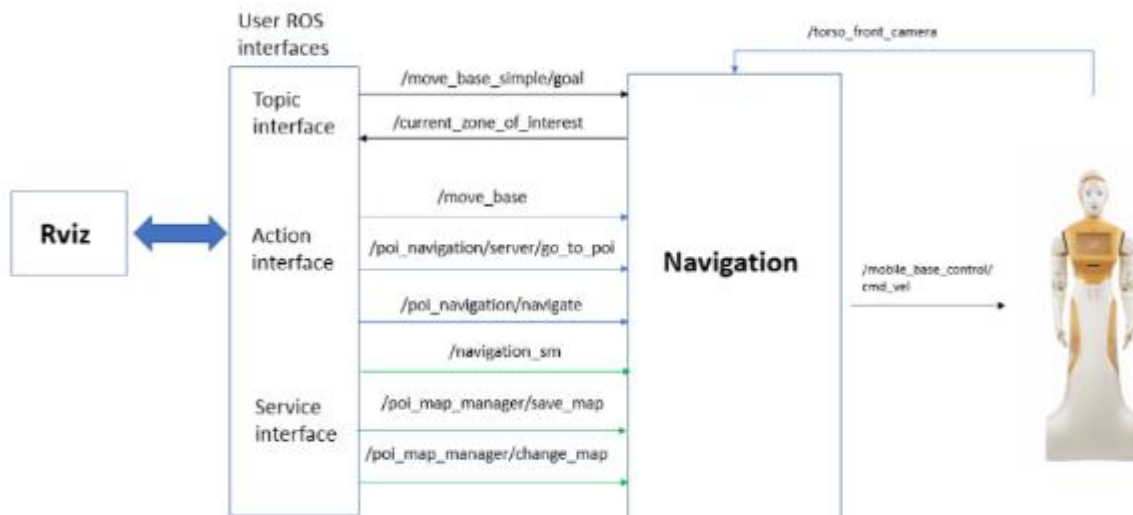 User ROS
interfaces
/torso_front_camera
/move_base_simple/goal
Topic
interface
/current_zone_of_interest
/move_base
Rviz
Action
interface
/poi_navigation/server/go_to_poi
Navigation
/mobile_base_control/
cmd_vel
/poi_navigation/navigate
/navigation_sm
Service
interface
/poi_map_manager/save_map
/poi_map_manager/change_map